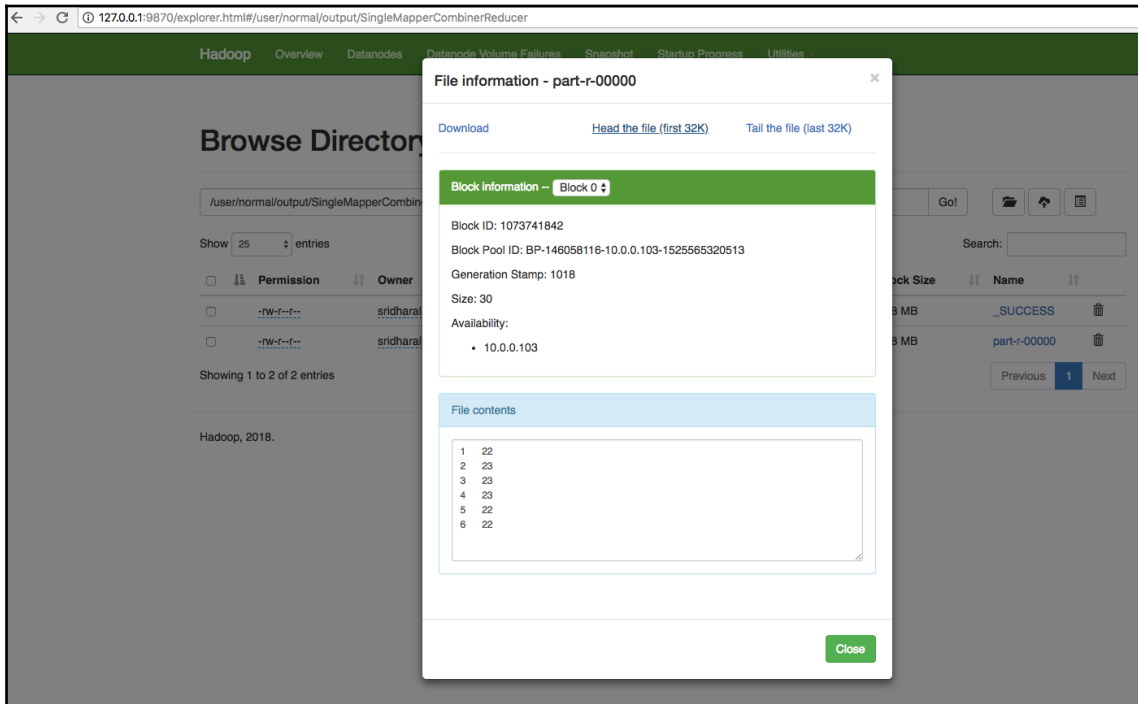 127.0.0.1:9870/explorer.html#/user/normal/output/SingleMapperCombinerReducer
Hadoop Overview Datanodes Datanode Volume Failures Snapshot Startup Progress Utilities
File information - part-r-00000 ×
Download Head the file (first 32K) Tail the file (last 32K)
Browse Directory
Block information -- Block 0
/user/normal/output/SingleMapperCombin Go!
Block ID: 1073741842
Block Pool ID: BP-146058116-10.0.0.103-1525565320513
Generation Stamp: 1018
Size: 30
Availability:
• 10.0.0.103
Show 25 entries Search:
Permission Owner ock Size Name
-rw-r--r-- sridharal MB _SUCCESS
-rw-r--r-- sridharal MB part-r-00000
Showing 1 to 2 of 2 entries Previous 1 Next
File contents
1 22
2 23
3 23
4 23
5 22
6 22
Hadoop, 2018.
Close